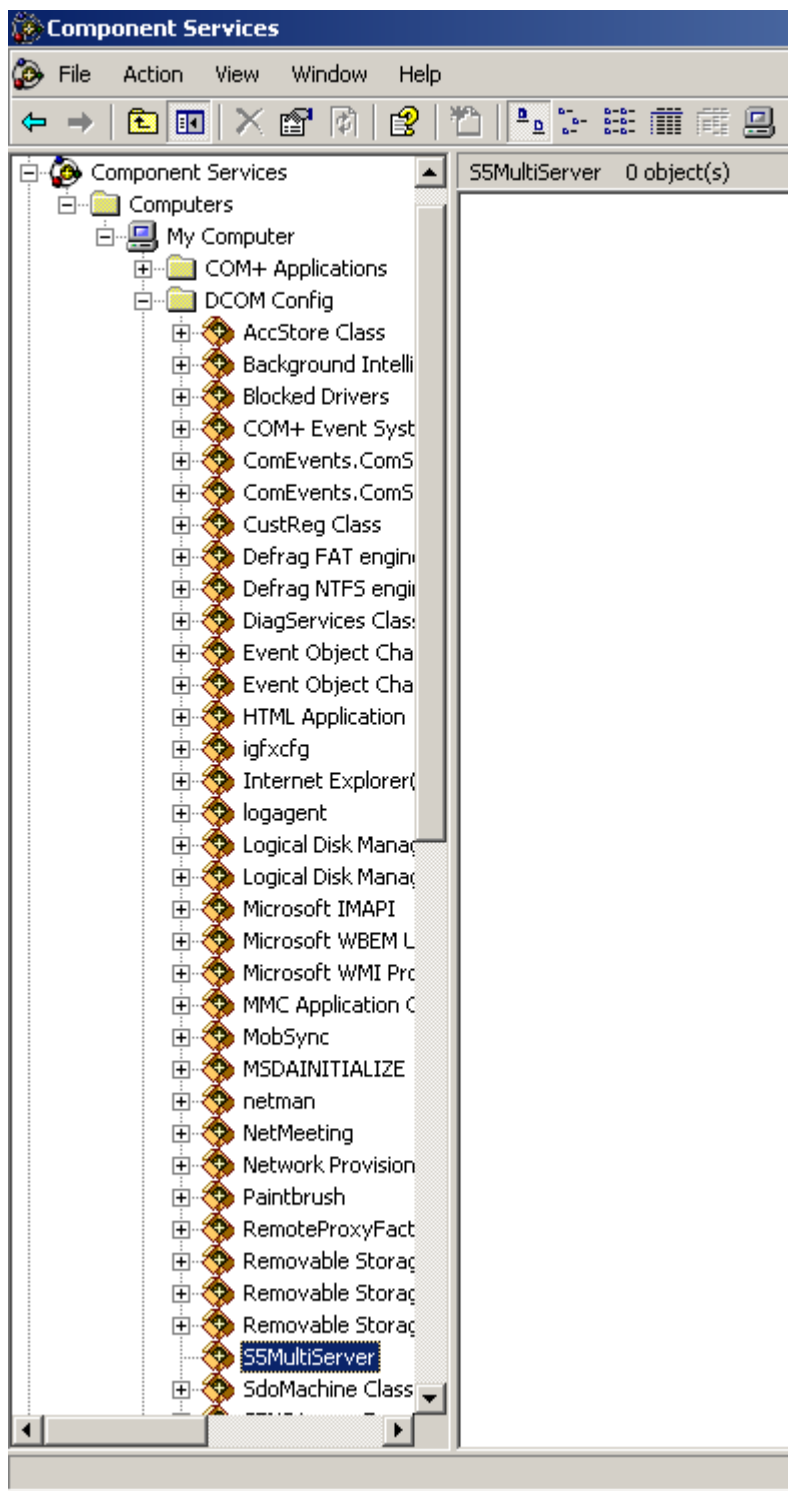 Component Services
File Action View Window Help
Component Services
S5MultiServer 0 object(s)
Computers
My Computer
COM+ Applications
DCOM Config
AccStore Class
Background Intelli
Blocked Drivers
COM+ Event Syst
ComEvents.ComS
ComEvents.ComS
CustReg Class
Defrag FAT engin
Defrag NTFS engi
DiagServices Clas
Event Object Cha
Event Object Cha
HTML Application
igfxcfg
Internet Explorer(
logagent
Logical Disk Manag
Logical Disk Manag
Microsoft IMAPI
Microsoft WBEM U
Microsoft WMI Pro
MMC Application C
MobSync
MSDAINITIALIZE
netman
NetMeeting
Network Provision
Paintbrush
RemoteProxyFact
Removable Storag
Removable Storag
Removable Storag
S5MultiServer
SdoMachine Class